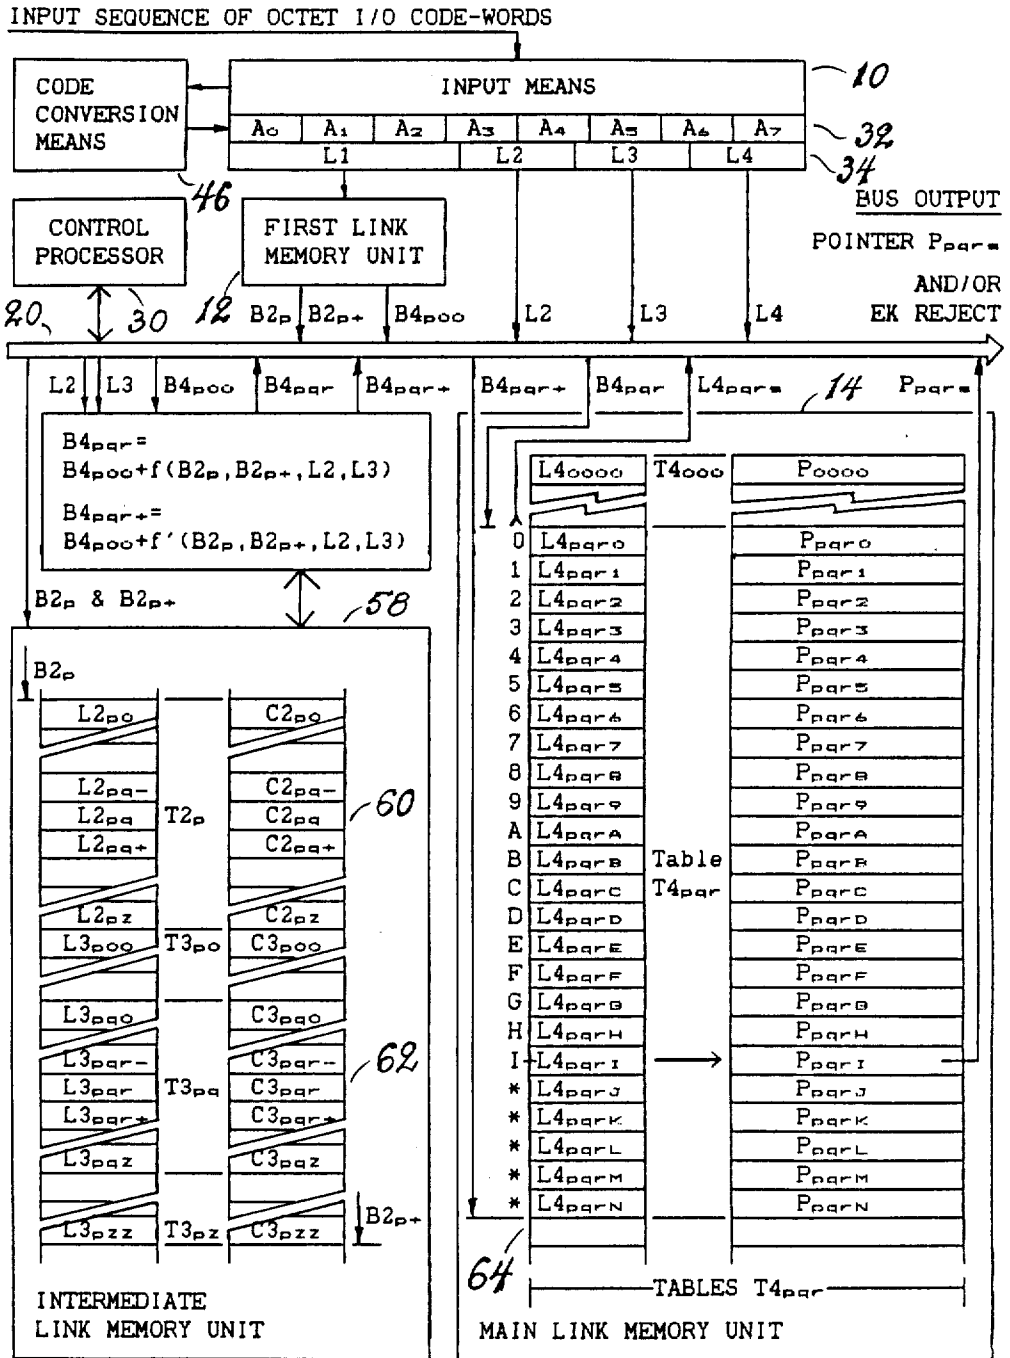 INPUT SEQUENCE OF OCTET I/O CODE-WORDS
CODE CONVERSION MEANS
46
INPUT MEANS
10
A0 A1 A2 A3 A4 A5 A6 A7
32
L1 L2 L3 L4
34
CONTROL PROCESSOR
30
FIRST LINK MEMORY UNIT
12
BUS OUTPUT
POINTER Ppqrs
AND/OR
EK REJECT
20
B2p B2p+ B4poo L2 L3 L4
L2 L3 B4poo B4pqr B4pqr+ B4pqr+ B4pqr L4pqrs Ppqrs
14
B4pqr=
B4poo+f(B2p,B2p+,L2,L3)
B4pqr+=
B4poo+f'(B2p,B2p+,L2,L3)
B2p & B2p+
58
B2p
L2po C2po
L2pq- C2pq-
L2pq T2p C2pq
60
L2pq+ C2pq+
L2pz C2pz
L3poo T3po C3poo
L3pqo C3pqo
L3pqr- C3pqr-
62
L3pqr T3pq C3pqr
L3pqr+ C3pqr+
L3pqz C3pqz
B2p+
L3pzz T3pz C3pzz
INTERMEDIATE
LINK MEMORY UNIT
L4oooo T4ooo Poooo
0 L4pqr0 Ppqr0
1 L4pqr1 Ppqr1
2 L4pqr2 Ppqr2
3 L4pqr3 Ppqr3
4 L4pqr4 Ppqr4
5 L4pqr5 Ppqr5
6 L4pqr6 Ppqr6
7 L4pqr7 Ppqr7
8 L4pqr8 Ppqr8
9 L4pqr9 Ppqr9
A L4pqrA PpqrA
B L4pqrB Table PpqrB
C L4pqrC T4pqr PpqrC
D L4pqrD PpqrD
E L4pqrE PpqrE
F L4pqrF PpqrF
G L4pqrG PpqrG
H L4pqrH PpqrH
I L4pqrI PpqrI
* L4pqrJ PpqrJ
* L4pqrK PpqrK
* L4pqrL PpqrL
* L4pqrM PpqrM
* L4pqrN PpqrN
64
TABLES T4pqr
MAIN LINK MEMORY UNIT